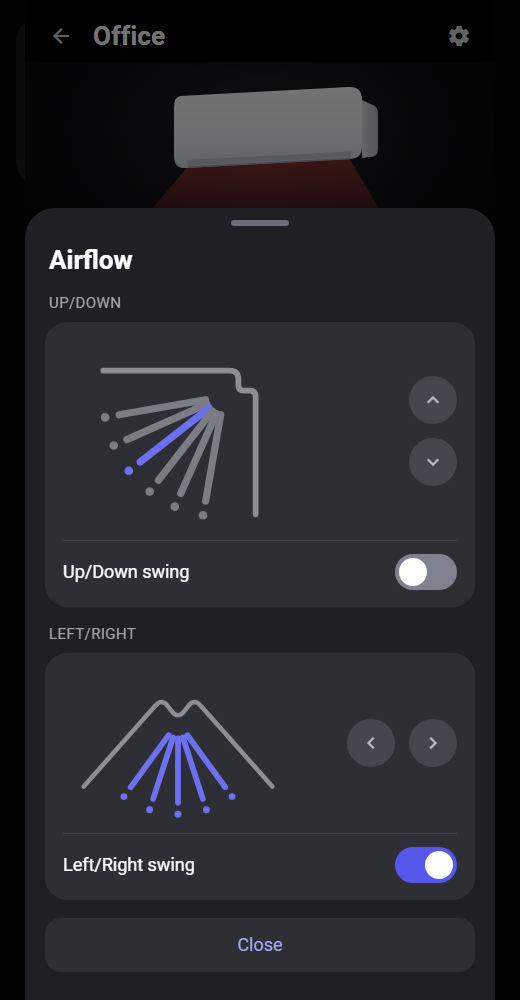 Office
Airflow
UP/DOWN
Up/Down swing
LEFT/RIGHT
Left/Right swing
Close